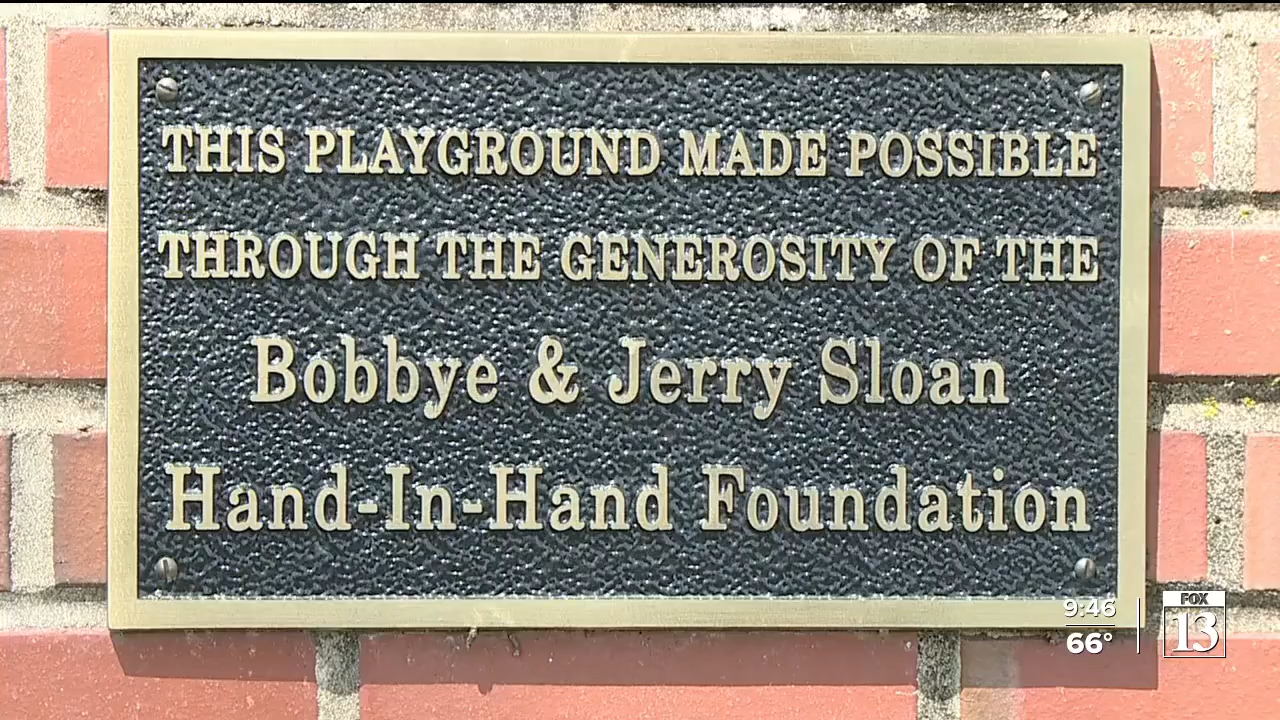 THIS PLAYGROUND MADE POSSIBLE
THROUGH THE GENEROSITY OF THE
Bobbye & Jerry Sloan
Hand-In-Hand Foundation
9:46
66°
FOX
13